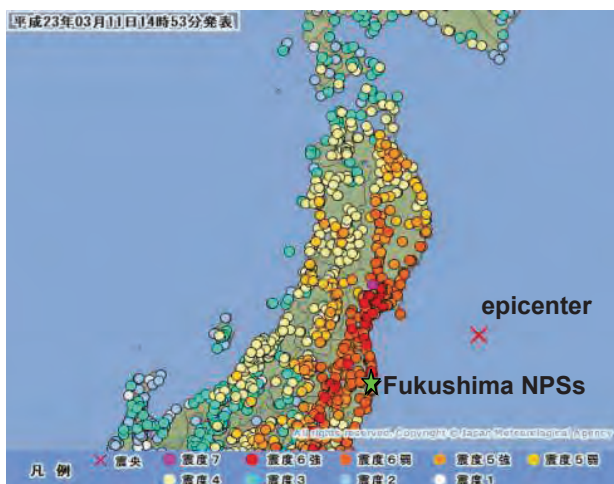 平成23年03月11日14時53分発表
epicenter
Fukushima NPSs
All rights reserved. Copyright © Japan Meteorological Agency
凡 例 震央 震度7 震度6強 震度6弱 震度5強 震度5弱
震度4 震度3 震度2 震度1